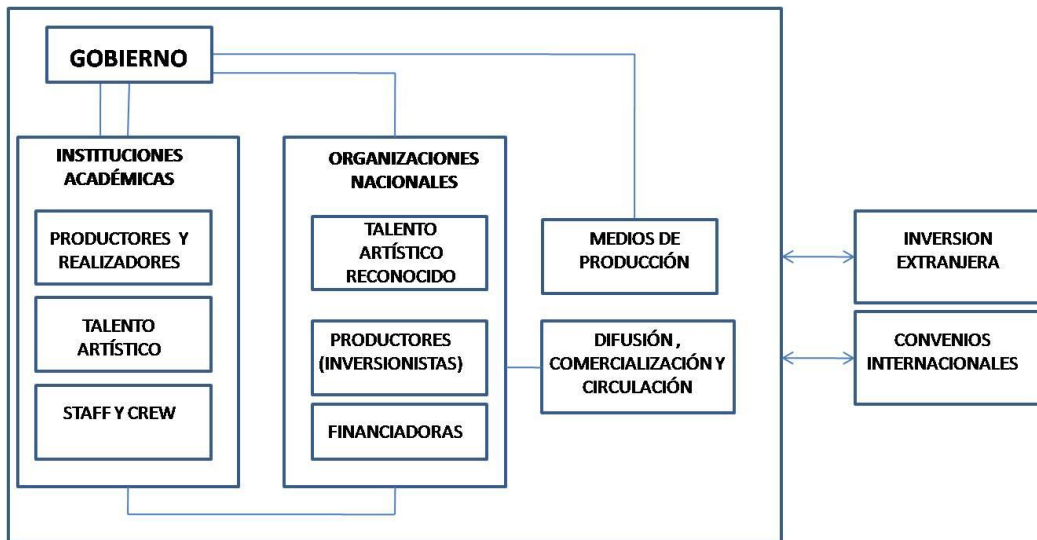 GOBIERNO
INSTITUCIONES
ACADÉMICAS
PRODUCTORES Y
REALIZADORES
TALENTO
ARTÍSTICO
STAFF Y CREW
ORGANIZACIONES
NACIONALES
TALENTO
ARTÍSTICO
RECONOCIDO
PRODUCTORES
(INVERSIONISTAS)
FINANCIADORAS
MEDIOS DE
PRODUCCIÓN
DIFUSIÓN ,
COMERCIALIZACIÓN Y
CIRCULACIÓN
INVERSION
EXTRANJERA
CONVENIOS
INTERNACIONALES